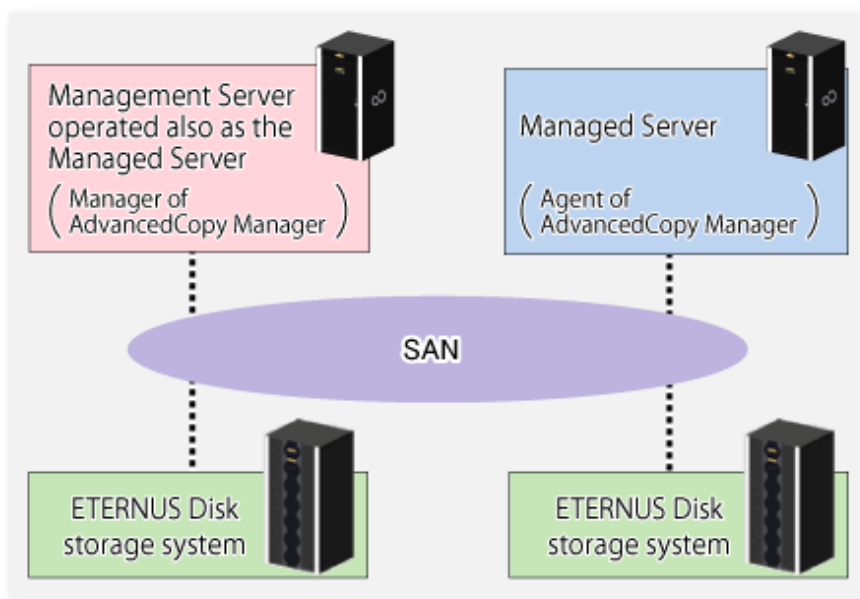 Management Server
operated also as the
Managed Server
( Manager of
AdvancedCopy Manager )
Managed Server
( Agent of
AdvancedCopy Manager )
SAN
ETERNUS Disk
storage system
ETERNUS Disk
storage system